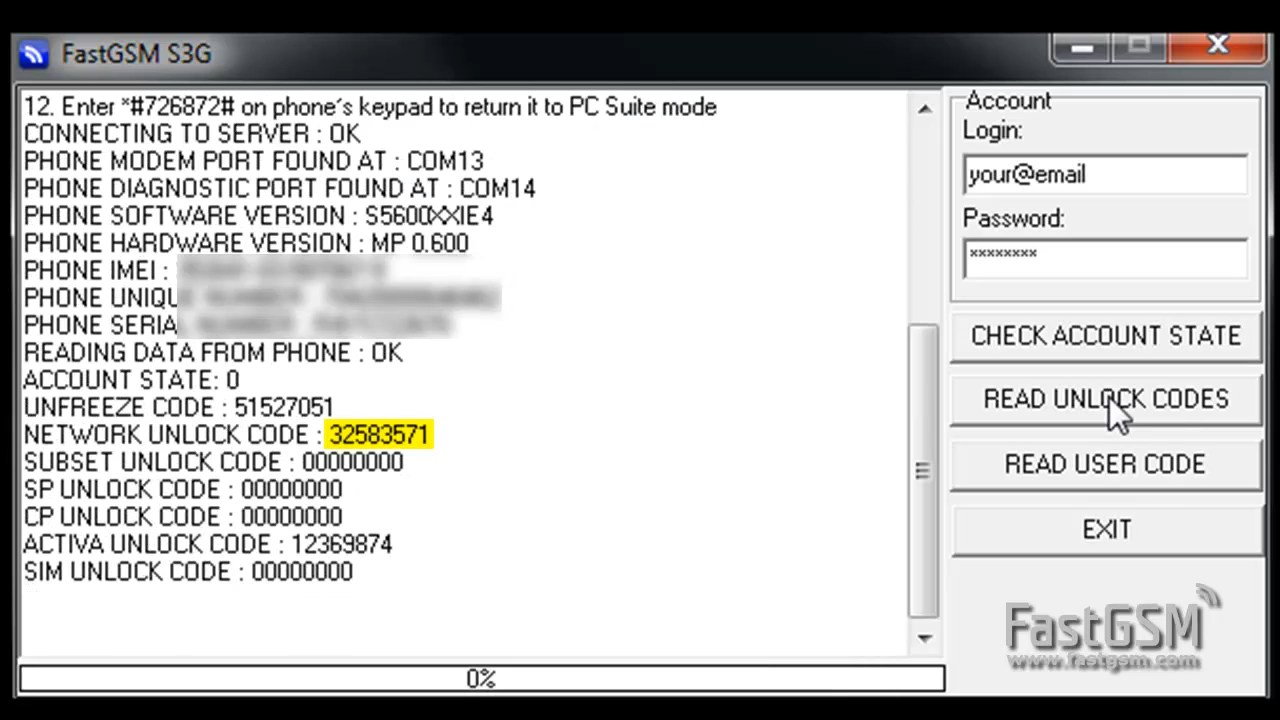 FastGSM S3G
12. Enter *#726872# on phone's keypad to return it to PC Suite mode
CONNECTING TO SERVER : OK
PHONE MODEM PORT FOUND AT : COM13
PHONE DIAGNOSTIC PORT FOUND AT : COM14
PHONE SOFTWARE VERSION : S5600XXIE4
PHONE HARDWARE VERSION : MP 0.600
PHONE IMEI :
PHONE UNIQU
PHONE SERIA
READING DATA FROM PHONE : OK
ACCOUNT STATE: 0
UNFREEZE CODE : 51527051
NETWORK UNLOCK CODE : 32583571
SUBSET UNLOCK CODE : 00000000
SP UNLOCK CODE : 00000000
CP UNLOCK CODE : 00000000
ACTIVA UNLOCK CODE : 12369874
SIM UNLOCK CODE : 00000000
0%
Account
Login:
your@email
Password:
********
CHECK ACCOUNT STATE
READ UNLOCK CODES
READ USER CODE
EXIT
FastGSM
www.fastgsm.com